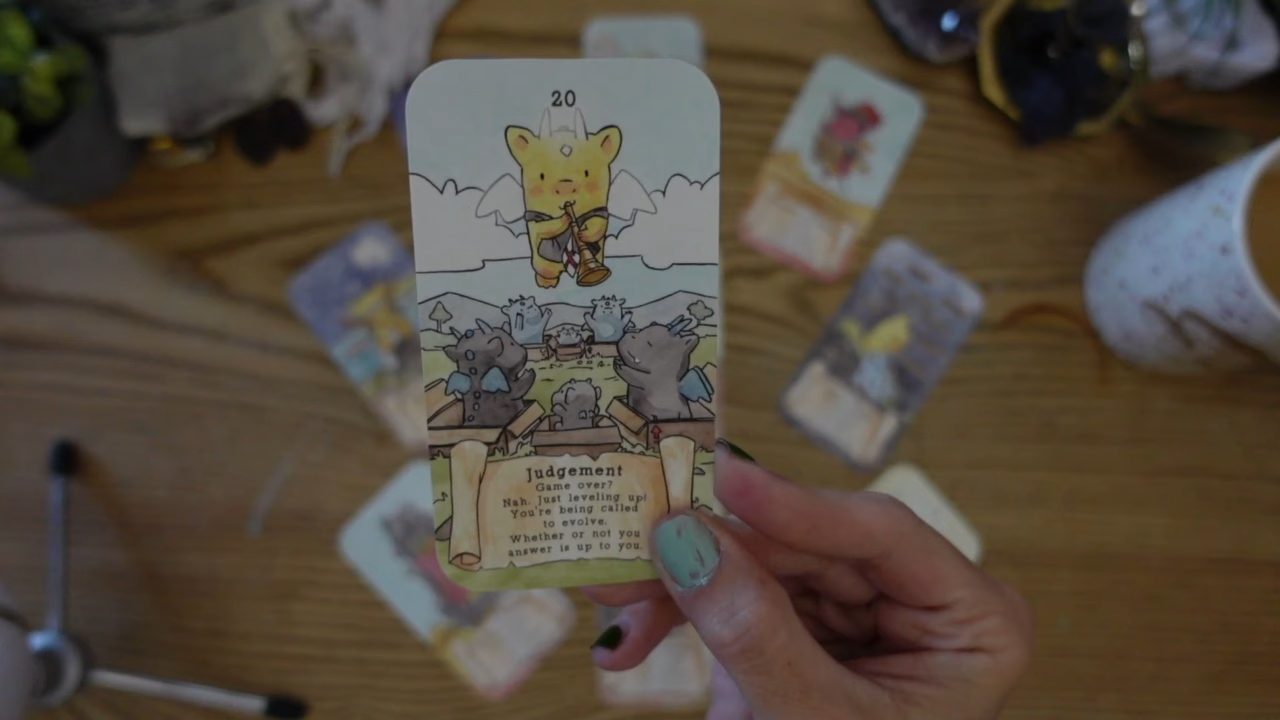 20
Judgement
Game over?
Nah. Just leveling up!
You're being called
to evolve.
Whether or not you
answer is up to you.